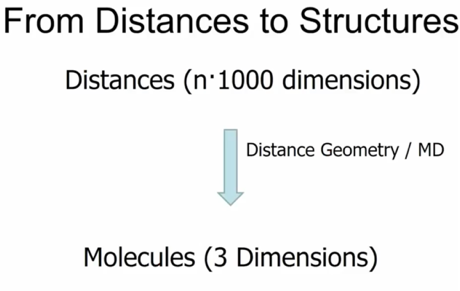 From Distances to Structures
Distances (n·1000 dimensions)
Distance Geometry / MD
Molecules (3 Dimensions)